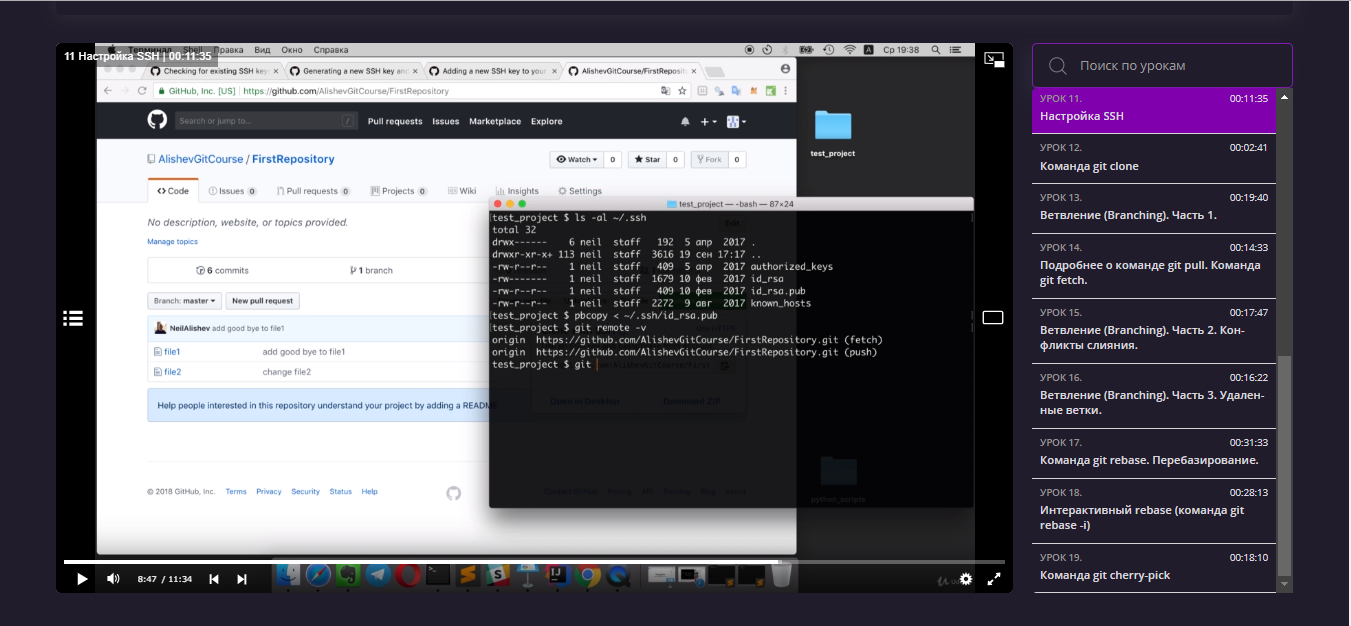 Терминал Shell Правка Вид Окно Справка
Ср 19:38
11 Настройка SSH | 00:11:35
Checking for existing SSH key
Generating a new SSH key and
Adding a new SSH key to your
AlishevGitCourse/FirstReposit
GitHub, Inc. [US] | https://github.com/AlishevGitCourse/FirstRepository
Search or jump to... /
Pull requests Issues Marketplace Explore
AlishevGitCourse / FirstRepository
Watch 0 Star 0 Fork 0
Code Issues 0 Pull requests 0 Projects 0 Wiki Insights Settings
No description, website, or topics provided.
Manage topics
6 commits 1 branch
Branch: master New pull request
NeilAlishev add good bye to file1
file1 add good bye to file1
file2 change file2
Help people interested in this repository understand your project by adding a README
© 2018 GitHub, Inc. Terms Privacy Security Status Help
test_project
test_project — -bash — 87×24
[test_project $ ls -al ~/.ssh
total 32
drwx------ 6 neil staff 192 5 апр 2017 .
drwxr-xr-x+ 113 neil staff 3616 19 сен 17:17 ..
-rw-r--r-- 1 neil staff 409 5 апр 2017 authorized_keys
-rw------- 1 neil staff 1679 10 фев 2017 id_rsa
-rw-r--r-- 1 neil staff 409 10 фев 2017 id_rsa.pub
-rw-r--r-- 1 neil staff 2272 9 авг 2017 known_hosts
[test_project $ pbcopy < ~/.ssh/id_rsa.pub
[test_project $ git remote -v
origin https://github.com/AlishevGitCourse/FirstRepository.git (fetch)
origin https://github.com/AlishevGitCourse/FirstRepository.git (push)
test_project $ git
python_scripts
8:47 / 11:34
Поиск по урокам
УРОК 11. 00:11:35
Настройка SSH
УРОК 12. 00:02:41
Команда git clone
УРОК 13. 00:19:40
Ветвление (Branching). Часть 1.
УРОК 14. 00:14:33
Подробнее о команде git pull. Команда
git fetch.
УРОК 15. 00:17:47
Ветвление (Branching). Часть 2. Кон-
фликты слияния.
УРОК 16. 00:16:22
Ветвление (Branching). Часть 3. Удален-
ные ветки.
УРОК 17. 00:31:33
Команда git rebase. Перебазирование.
УРОК 18. 00:28:13
Интерактивный rebase (команда git
rebase -i)
УРОК 19. 00:18:10
Команда git cherry-pick